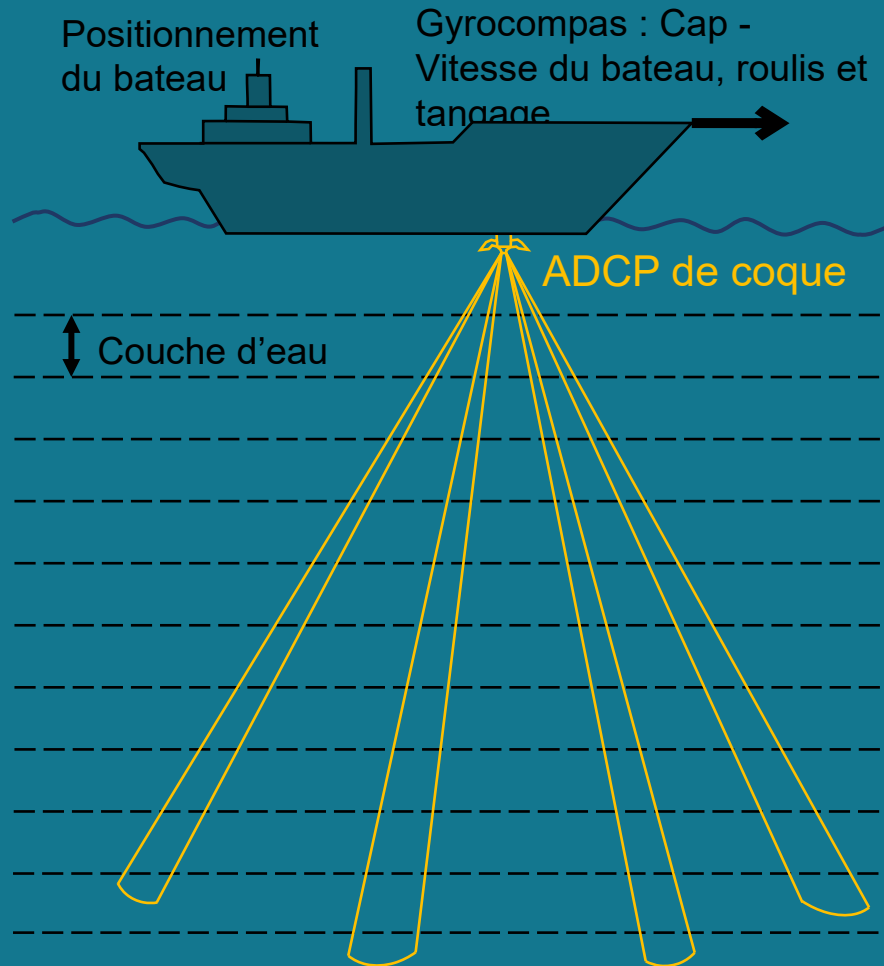 Positionnement
du bateau
Gyrocompas : Cap -
Vitesse du bateau, roulis et
tangage
ADCP de coque
Couche d’eau